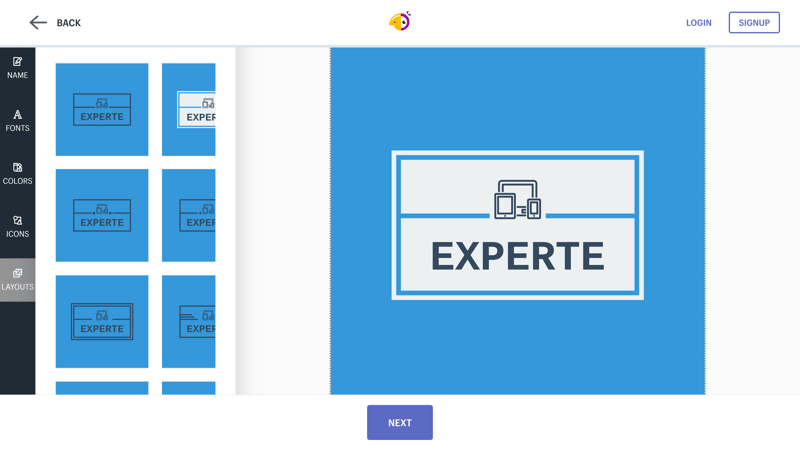 BACK
LOGIN
SIGNUP
NAME
FONTS
COLORS
ICONS
LAYOUTS
EXPERTE
EXPER
EXPERTE
EXPER
EXPERTE
EXPER
EXPERTE
NEXT